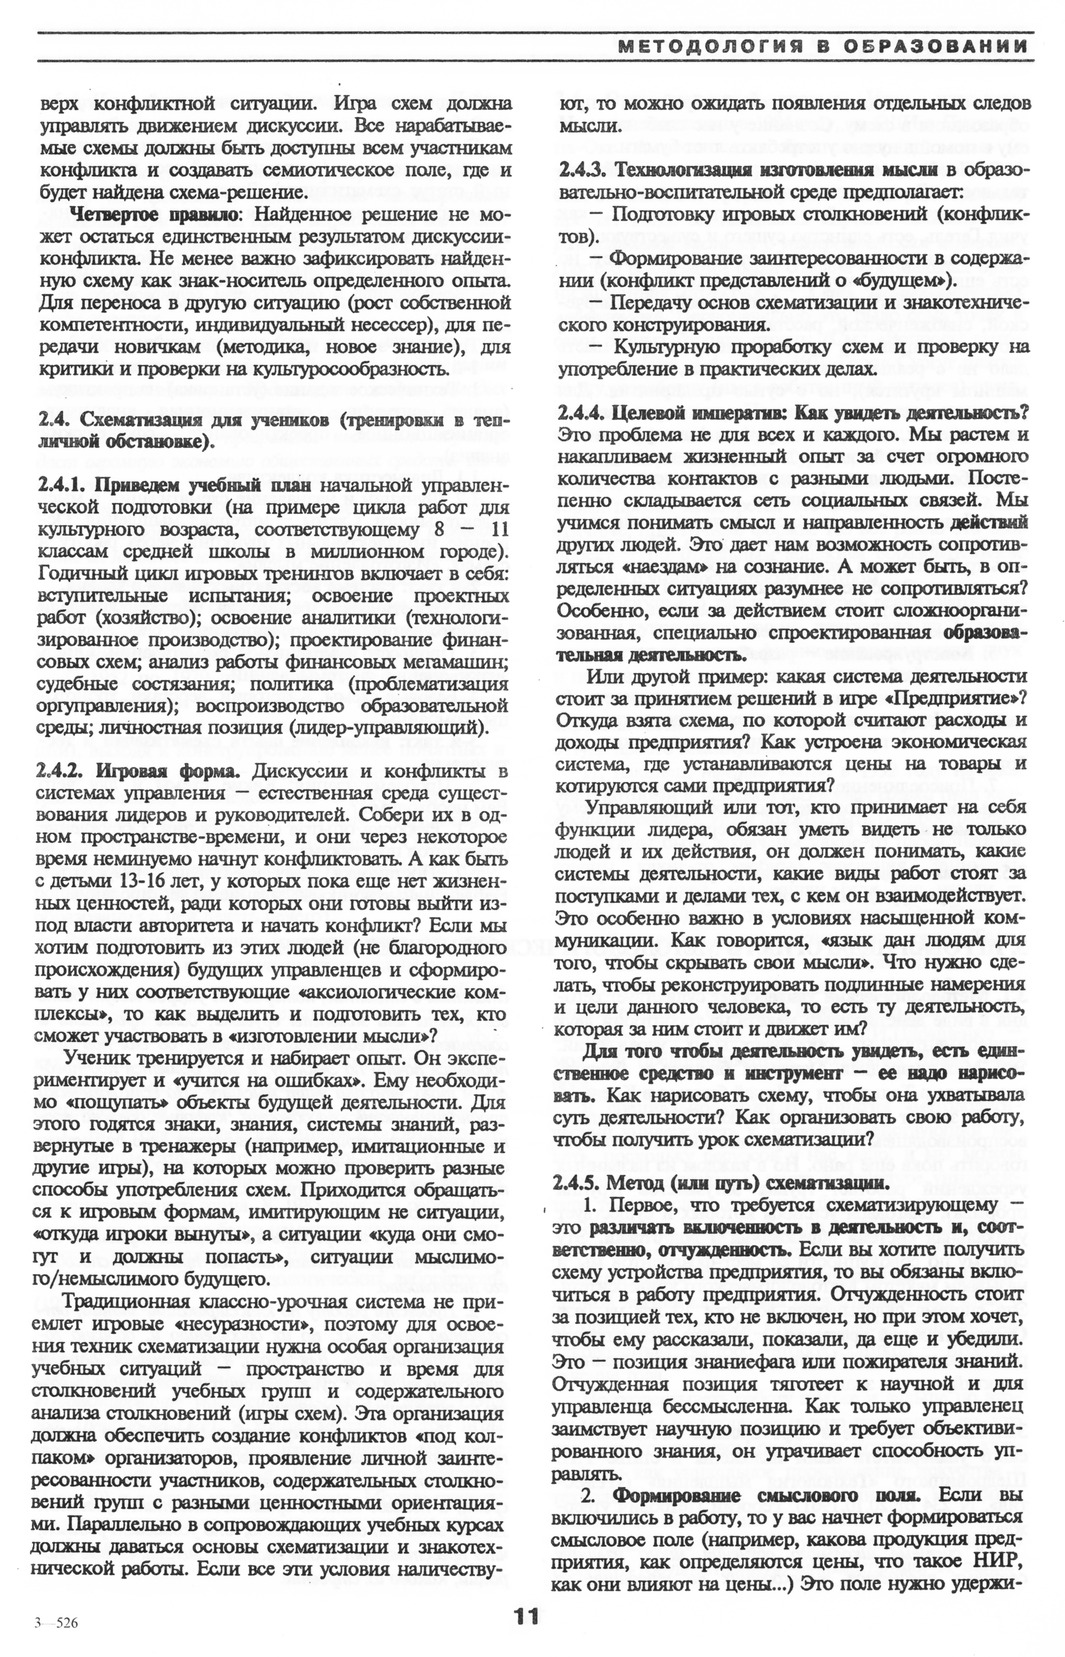 МЕТОДОЛОГИЯ В ОБРАЗОВАНИИ
верх конфликтной ситуации. Игра схем должна
управлять движением дискуссии. Все нарабатывае-
мые схемы должны быть доступны всем участникам
конфликта и создавать семиотическое поле, где и
будет найдена схема-решение.
Четвертое правило: Найденное решение не мо-
жет остаться единственным результатом дискуссии-
конфликта. Не менее важно зафиксировать найден-
ную схему как знак-носитель определенного опыта.
Для переноса в другую ситуацию (рост собственной
компетентности, индивидуальный несессер), для пе-
редачи новичкам (методика, новое знание), для
критики и проверки на культуросообразность.
2.4. Схематизация для учеников (тренировки в теп-
личной обстановке).
2.4.1. Приведем учебный план начальной управлен-
ческой подготовки (на примере цикла работ для
культурного возраста, соответствующему 8 — 11
классам средней школы в миллионном городе).
Годичный цикл игровых тренингов включает в себя:
вступительные испытания; освоение проектных
работ (хозяйство); освоение аналитики (технологи-
зированное производство); проектирование финан-
совых схем; анализ работы финансовых мегамашин;
судебные состязания; политика (проблематизация
оргуправления); воспроизводство образовательной
среды; личностная позиция (лидер-управляющий).
2.4.2. Игровая форма. Дискуссии и конфликты в
системах управления — естественная среда сущест-
вования лидеров и руководителей. Собери их в од-
ном пространстве-времени, и они через некоторое
время неминуемо начнут конфликтовать. А как быть
с детьми 13-16 лет, у которых пока еще нет жизнен-
ных ценностей, ради которых они готовы выйти из-
под власти авторитета и начать конфликт? Если мы
хотим подготовить из этих людей (не благородного
происхождения) будущих управленцев и сформиро-
вать у них соответствующие «аксиологические ком-
плексы», то как выделить и подготовить тех, кто
сможет участвовать в «изготовлении мысли»?
Ученик тренируется и набирает опыт. Он экспе-
риментирует и «учится на ошибках». Ему необходи-
мо «пощупать» объекты будущей деятельности. Для
этого годятся знаки, знания, системы знаний, раз-
вернутые в тренажеры (например, имитационные и
другие игры), на которых можно проверить разные
способы употребления схем. Приходится обращать-
ся к игровым формам, имитирующим не ситуации,
«откуда игроки вынуты», а ситуации «куда они смо-
гут и должны попасть», ситуации мыслимо-
го/немыслимого будущего.
Традиционная классно-урочная система не при-
емлет игровые «несуразности», поэтому для освое-
ния техник схематизации нужна особая организация
учебных ситуаций — пространство и время для
столкновений учебных групп и содержательного
анализа столкновений (игры схем). Эта организация
должна обеспечить создание конфликтов «под кол-
паком» организаторов, проявление личной заинте-
ресованности участников, содержательных столкно-
вений групп с разными ценностными ориентация-
ми. Параллельно в сопровождающих учебных курсах
должны даваться основы схематизации и знакотех-
нической работы. Если все эти условия наличеству-
ют, то можно ожидать появления отдельных следов
мысли.
2.4.3. Технологизация изготовления мысли в образо-
вательно-воспитательной среде предполагает:
— Подготовку игровых столкновений (конфлик-
тов).
— Формирование заинтересованности в содержа-
нии (конфликт представлений о «будущем»).
— Передачу основ схематизации и знакотехниче-
ского конструирования.
— Культурную проработку схем и проверку на
употребление в практических делах.
2.4.4. Целевой императив: Как увидеть деятельность?
Это проблема не для всех и каждого. Мы растем и
накапливаем жизненный опыт за счет огромного
количества контактов с разными людьми. Посте-
пенно складывается сеть социальных связей. Мы
учимся понимать смысл и направленность действий
других людей. Это дает нам возможность сопротив-
ляться «наездам» на сознание. А может быть, в оп-
ределенных ситуациях разумнее не сопротивляться?
Особенно, если за действием стоит сложнооргани-
зованная, специально спроектированная образова-
тельная деятельность.
Или другой пример: какая система деятельности
стоит за принятием решений в игре «Предприятие»?
Откуда взята схема, по которой считают расходы и
доходы предприятия? Как устроена экономическая
система, где устанавливаются цены на товары и
котируются сами предприятия?
Управляющий или тот, кто принимает на себя
функции лидера, обязан уметь видеть не только
людей и их действия, он должен понимать, какие
системы деятельности, какие виды работ стоят за
поступками и делами тех, с кем он взаимодействует.
Это особенно важно в условиях насыщенной ком-
муникации. Как говорится, «язык дан людям для
того, чтобы скрывать свои мысли». Что нужно сде-
лать, чтобы реконструировать подлинные намерения
и цели данного человека, то есть ту деятельность,
которая за ним стоит и движет им?
Для того чтобы деятельность увидеть, есть един-
ственное средство и инструмент — ее надо нарисо-
вать. Как нарисовать схему, чтобы она ухватывала
суть деятельности? Как организовать свою работу,
чтобы получить урок схематизации?
2.4.5. Метод (или путь) схематизации.
1. Первое, что требуется схематизирующему —
это различать включенность в деятельность и, соот-
ветственно, отчужденность. Если вы хотите получить
схему устройства предприятия, то вы обязаны вклю-
читься в работу предприятия. Отчужденность стоит
за позицией тех, кто не включен, но при этом хочет,
чтобы ему рассказали, показали, да еще и убедили.
Это — позиция знаниефага или пожирателя знаний.
Отчужденная позиция тяготеет к научной и для
управленца бессмысленна. Как только управленец
заимствует научную позицию и требует объективи-
рованного знания, он утрачивает способность уп-
равлять.
2. Формирование смыслового поля. Если вы
включились в работу, то у вас начнет формироваться
смысловое поле (например, какова продукция пред-
приятия, как определяются цены, что такое НИР,
как они влияют на цены...) Это поле нужно удержи-
3—526
11